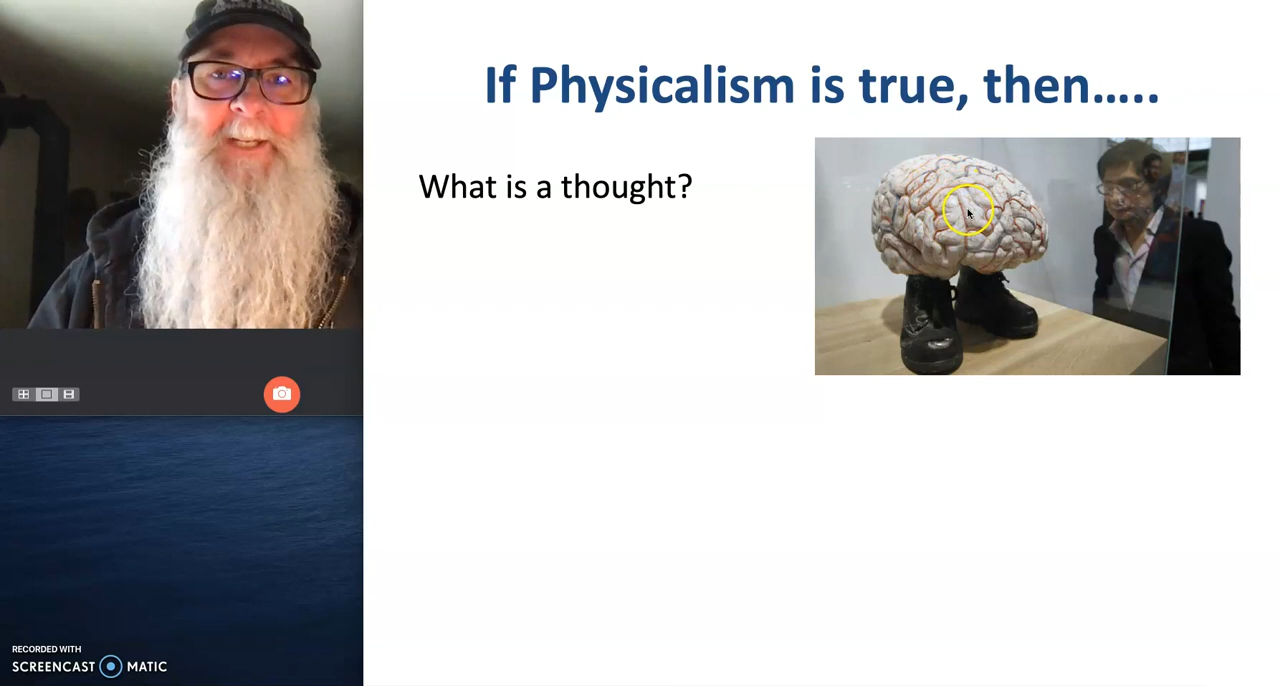 If Physicalism is true, then…..
What is a thought?
RECORDED WITH
SCREENCAST MATIC